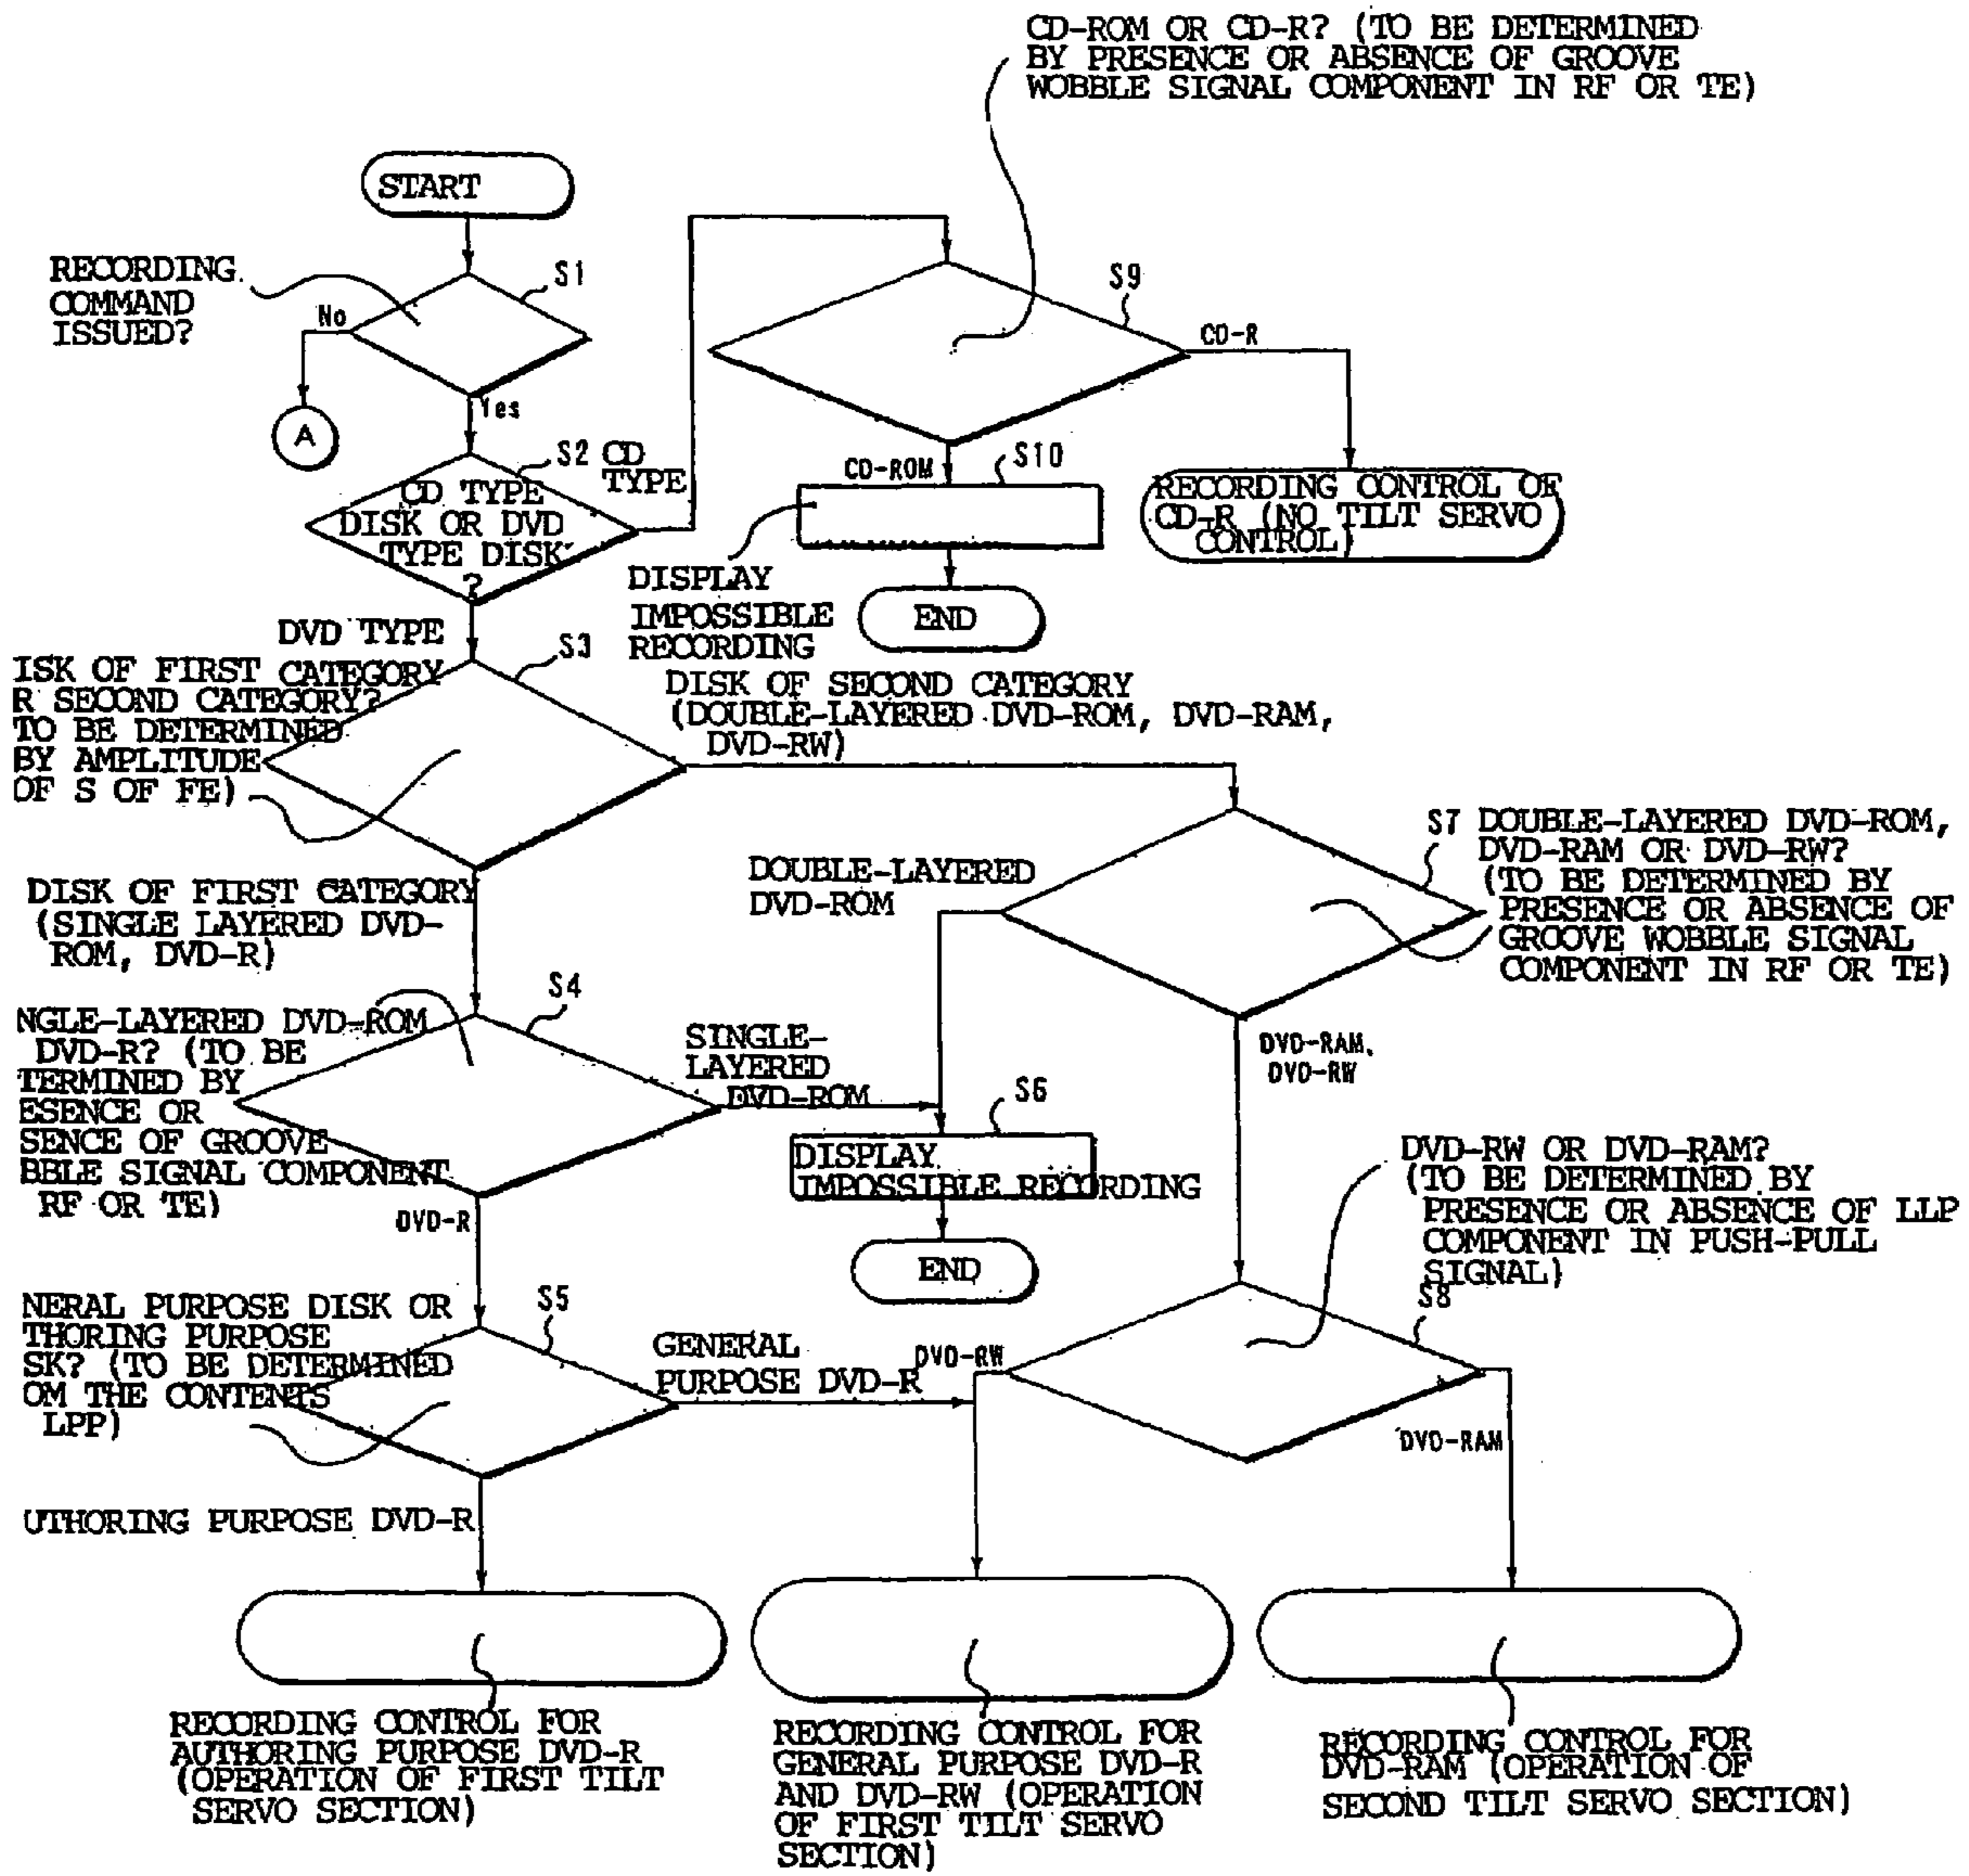 CD-ROM OR CD-R? (TO BE DETERMINED
BY PRESENCE OR ABSENCE OF GROOVE
WOBBLE SIGNAL COMPONENT IN RF OR TE)
START
RECORDING
COMMAND
ISSUED?
S1
No
A
Yes
S2
CD TYPE
DISK OR DVD
TYPE DISK
?
CD
TYPE
S9
CD-R
CD-ROM
S10
RECORDING CONTROL OF
CD-R (NO TILT SERVO
CONTROL)
DISPLAY
IMPOSSIBLE
RECORDING
END
DVD TYPE
S3
ISK OF FIRST CATEGORY
R SECOND CATEGORY?
TO BE DETERMINED
BY AMPLITUDE
OF S OF FE)
DISK OF SECOND CATEGORY
(DOUBLE-LAYERED DVD-ROM, DVD-RAM,
DVD-RW)
DISK OF FIRST CATEGORY
(SINGLE LAYERED DVD-
ROM, DVD-R)
DOUBLE-LAYERED
DVD-ROM
S7 DOUBLE-LAYERED DVD-ROM,
DVD-RAM OR DVD-RW?
(TO BE DETERMINED BY
PRESENCE OR ABSENCE OF
GROOVE WOBBLE SIGNAL
COMPONENT IN RF OR TE)
S4
NGLE-LAYERED DVD-ROM
DVD-R? (TO BE
TERMINED BY
ESENCE OR
SENCE OF GROOVE
BBLE SIGNAL COMPONENT
RF OR TE)
SINGLE-
LAYERED
DVD-ROM
DVD-RAM,
DVD-RW
S6
DISPLAY
IMPOSSIBLE RECORDING
END
DVD-R
DVD-RW OR DVD-RAM?
(TO BE DETERMINED BY
PRESENCE OR ABSENCE OF LLP
COMPONENT IN PUSH-PULL
SIGNAL)
S8
S5
NERAL PURPOSE DISK OR
THORING PURPOSE
SK? (TO BE DETERMINED
OM THE CONTENTS
LPP)
GENERAL
PURPOSE DVD-R
DVD-RW
DVD-RAM
UTHORING PURPOSE DVD-R
RECORDING CONTROL FOR
AUTHORING PURPOSE DVD-R
(OPERATION OF FIRST TILT
SERVO SECTION)
RECORDING CONTROL FOR
GENERAL PURPOSE DVD-R
AND DVD-RW (OPERATION
OF FIRST TILT SERVO
SECTION)
RECORDING CONTROL FOR
DVD-RAM (OPERATION OF
SECOND TILT SERVO SECTION)